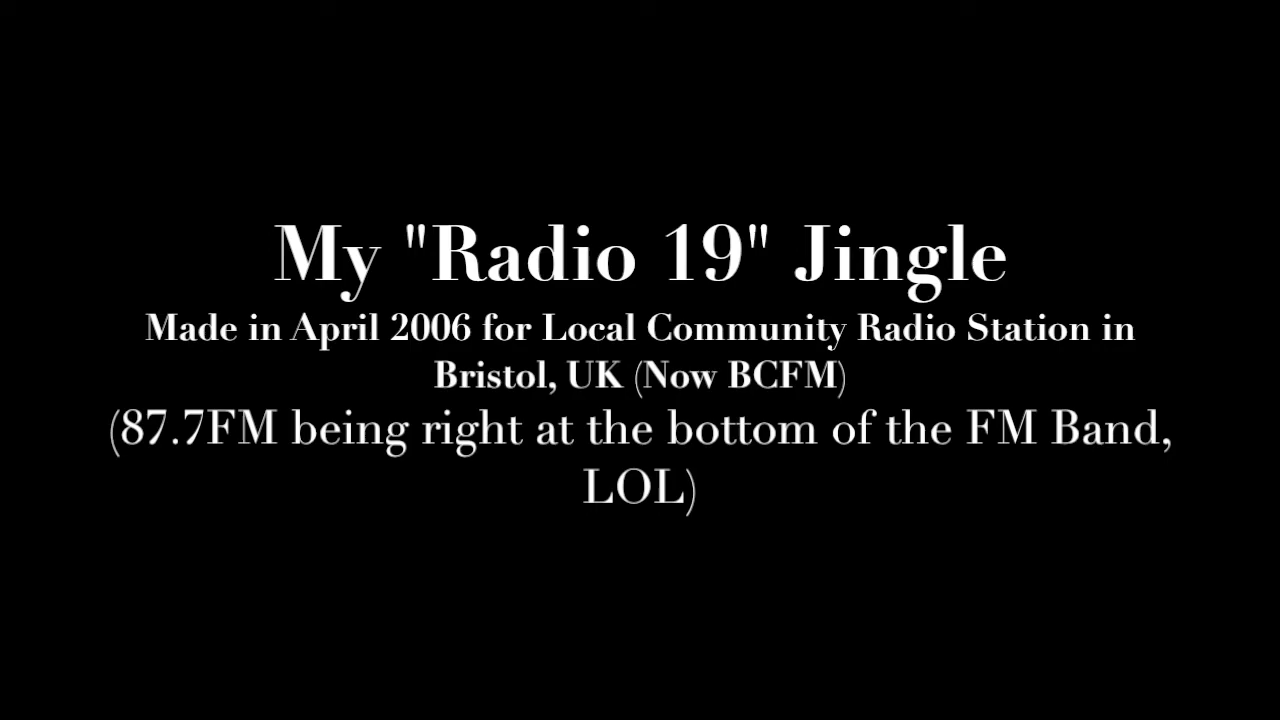 My "Radio 19" Jingle
Made in April 2006 for Local Community Radio Station in
Bristol, UK (Now BCFM)
(87.7FM being right at the bottom of the FM Band,
LOL)